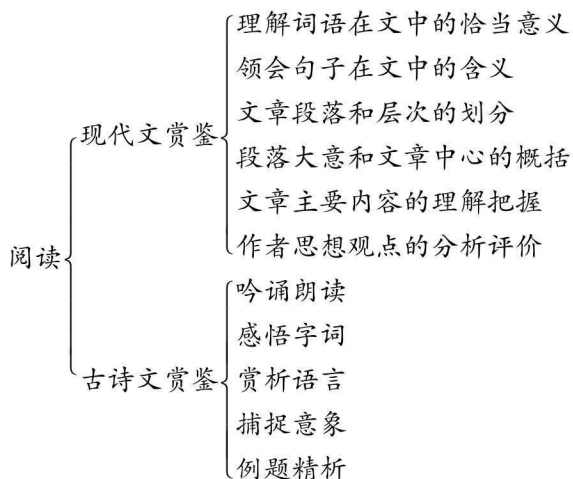 阅读
现代文赏鉴
理解词语在文中的恰当意义
领会句子在文中的含义
文章段落和层次的划分
段落大意和文章中心的概括
文章主要内容的理解把握
作者思想观点的分析评价
古诗文赏鉴
吟诵朗读
感悟字词
赏析语言
捕捉意象
例题精析